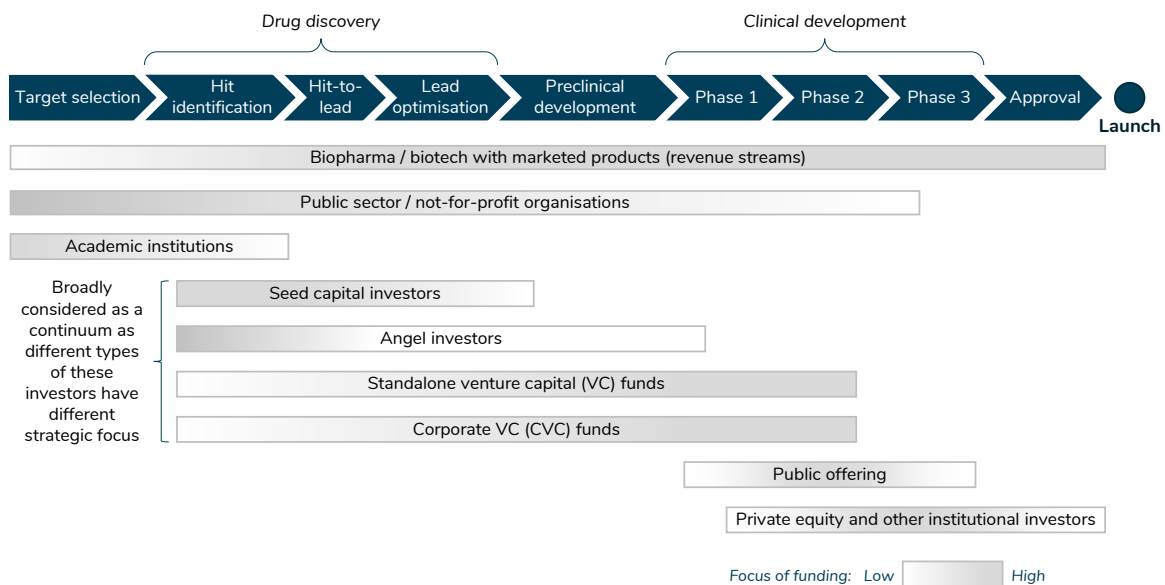 Drug discovery
Clinical development
Target selection
Hit
identification
Hit-to-
lead
Lead
optimisation
Preclinical
development
Phase 1
Phase 2
Phase 3
Approval
Launch
Biopharma / biotech with marketed products (revenue streams)
Public sector / not-for-profit organisations
Academic institutions
Broadly
considered as a
continuum as
different types
of these
investors have
different
strategic focus
Seed capital investors
Angel investors
Standalone venture capital (VC) funds
Corporate VC (CVC) funds
Public offering
Private equity and other institutional investors
Focus of funding: Low
High